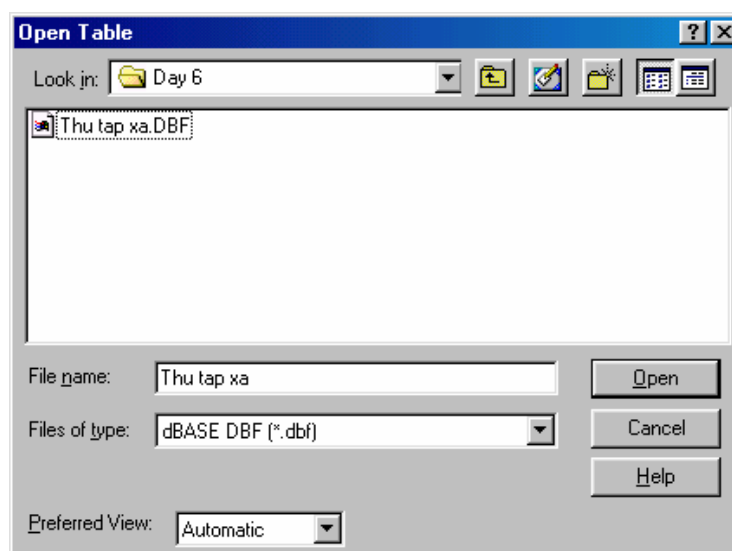 Open Table
Look in: Day 6
Thu tap xa.DBF
File name: Thu tap xa Open
Files of type: dBASE DBF (*.dbf) Cancel
Help
Preferred View: Automatic